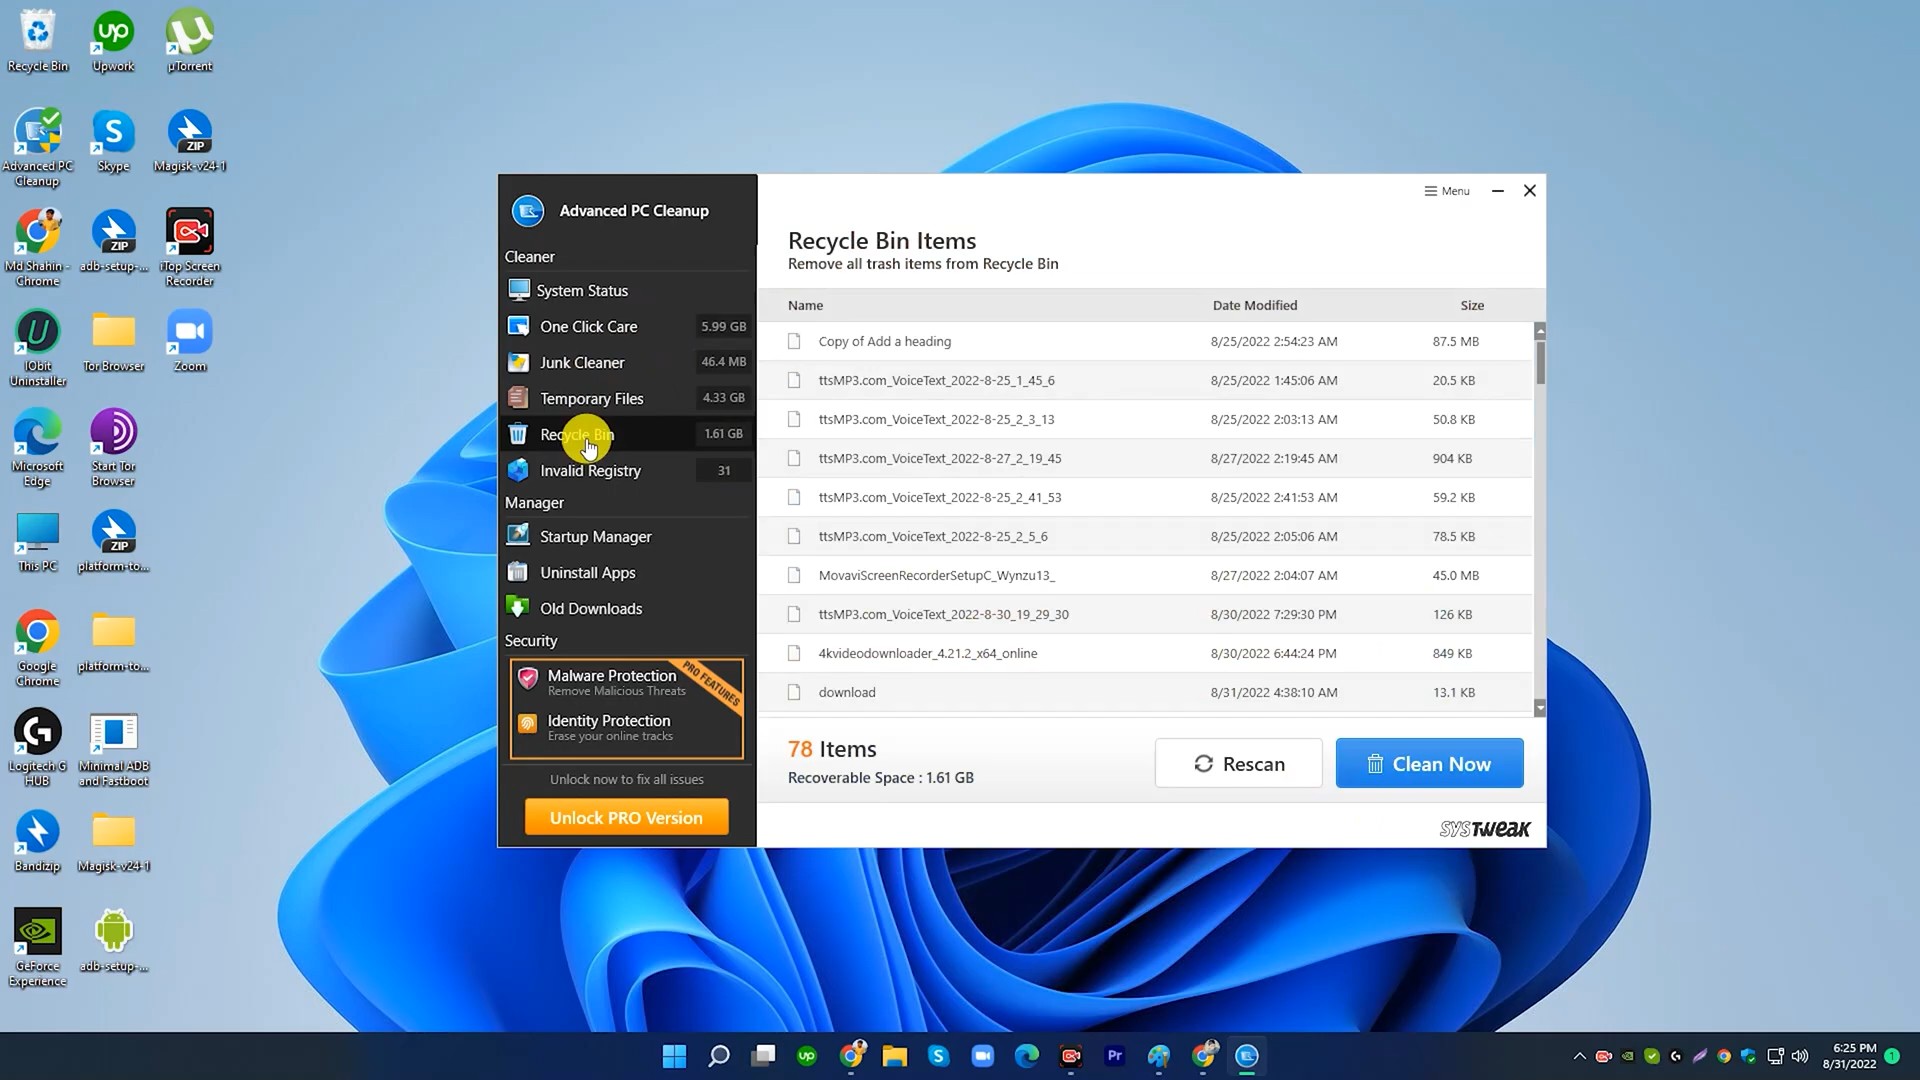 Recycle Bin
Upwork
µTorrent
Advanced PC
Cleanup
Skype
ZIP
Magisk-v24-1
Md Shahin -
Chrome
ZIP
adb-setup-...
iTop Screen
Recorder
IObit
Uninstaller
Tor Browser
Zoom
Microsoft
Edge
Start Tor
Browser
This PC
ZIP
platform-to...
Google
Chrome
platform-to...
Logitech G
HUB
Minimal ADB
and Fastboot
Bandizip
Magisk-v24-1
GeForce
Experience
adb-setup-...
Advanced PC Cleanup
Cleaner
System Status
One Click Care 5.99 GB
Junk Cleaner 46.4 MB
Temporary Files 4.33 GB
Recycle Bin 1.61 GB
Invalid Registry 31
Manager
Startup Manager
Uninstall Apps
Old Downloads
Security
Malware Protection
Remove Malicious Threats
PRO FEATURES
Identity Protection
Erase your online tracks
Unlock now to fix all issues
Unlock PRO Version
Menu
Recycle Bin Items
Remove all trash items from Recycle Bin
Name Date Modified Size
Copy of Add a heading 8/25/2022 2:54:23 AM 87.5 MB
ttsMP3.com_VoiceText_2022-8-25_1_45_6 8/25/2022 1:45:06 AM 20.5 KB
ttsMP3.com_VoiceText_2022-8-25_2_3_13 8/25/2022 2:03:13 AM 50.8 KB
ttsMP3.com_VoiceText_2022-8-27_2_19_45 8/27/2022 2:19:45 AM 904 KB
ttsMP3.com_VoiceText_2022-8-25_2_41_53 8/25/2022 2:41:53 AM 59.2 KB
ttsMP3.com_VoiceText_2022-8-25_2_5_6 8/25/2022 2:05:06 AM 78.5 KB
MovaviScreenRecorderSetupC_Wynzu13_ 8/27/2022 2:04:07 AM 45.0 MB
ttsMP3.com_VoiceText_2022-8-30_19_29_30 8/30/2022 7:29:30 PM 126 KB
4kvideodownloader_4.21.2_x64_online 8/30/2022 6:44:24 PM 849 KB
download 8/31/2022 4:38:10 AM 13.1 KB
78 Items
Recoverable Space : 1.61 GB
Rescan
Clean Now
SYSTWEAK
up
Pr
6:25 PM
8/31/2022
1